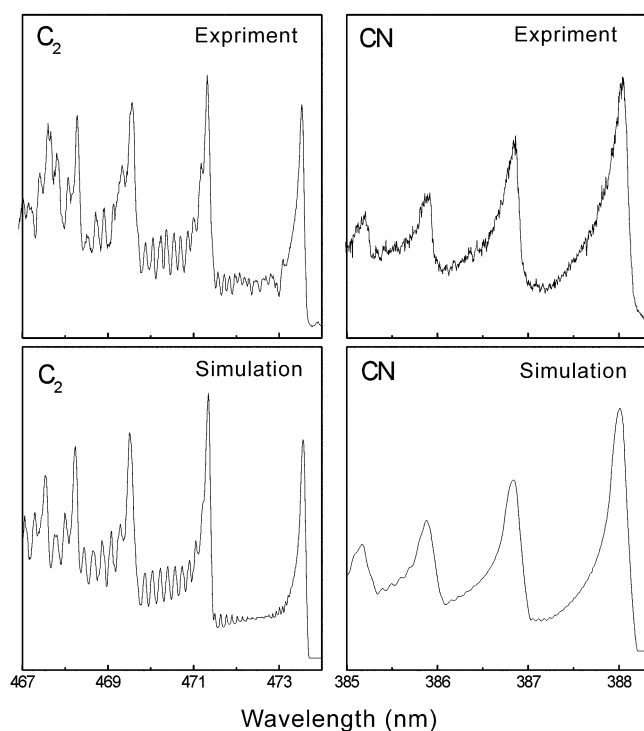 C₂ Expriment
CN Expriment
C₂ Simulation
CN Simulation
467 469 471 473
385 386 387 388
Wavelength (nm)